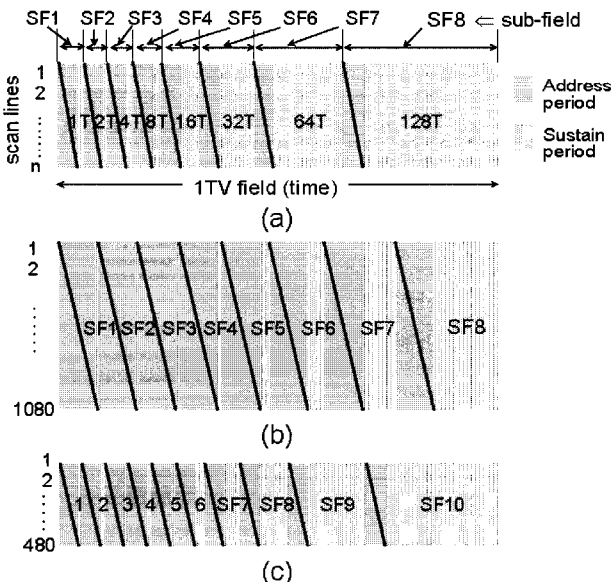 SF1 SF2 SF3 SF4 SF5 SF6 SF7 SF8 ⇐ sub-field
scan lines
1
2
n
1T 2T 4T 8T 16T 32T 64T 128T
Address period
Sustain period
1TV field (time)
(a)
1
2
1080
SF1 SF2 SF3 SF4 SF5 SF6 SF7 SF8
(b)
1
2
480
1 2 3 4 5 6 SF7 SF8 SF9 SF10
(c)